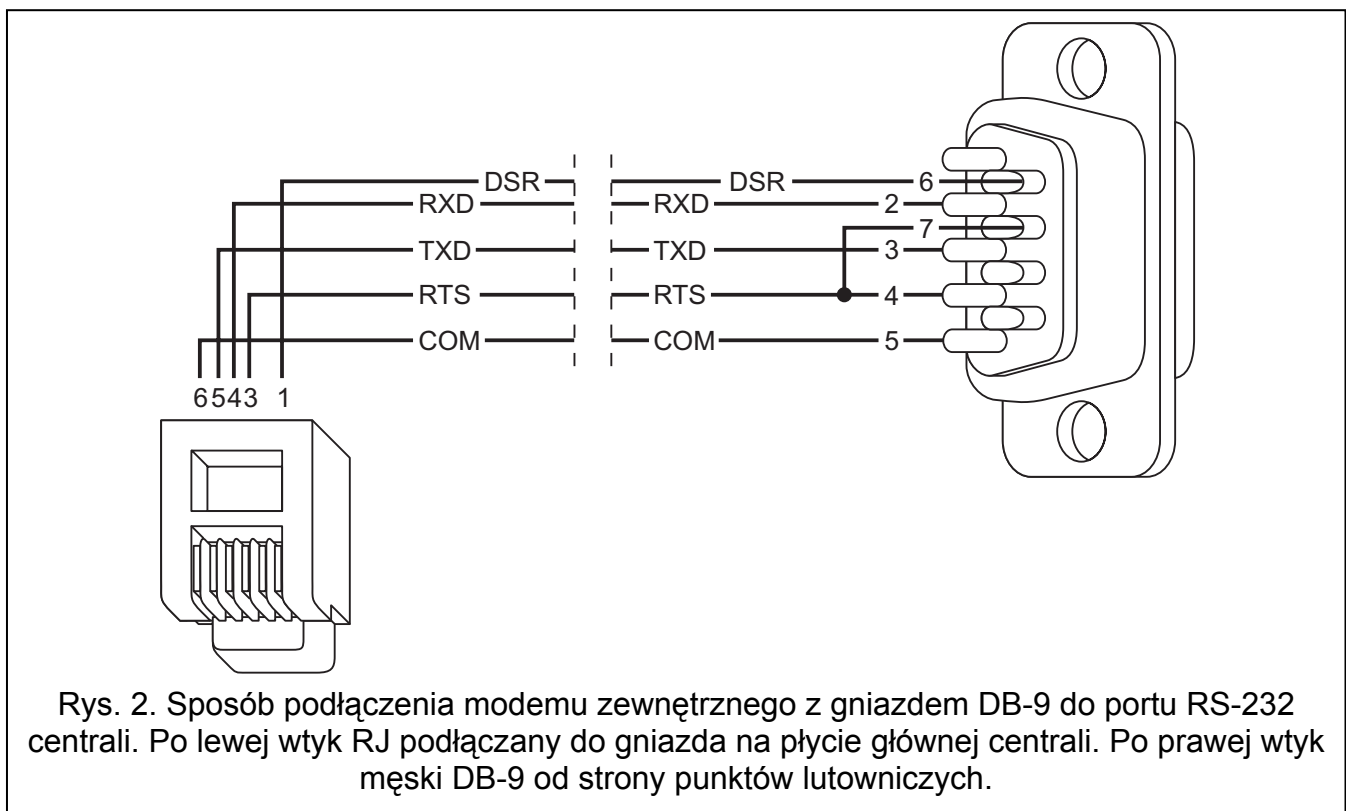 DSR DSR 6
RXD RXD 2
7
TXD TXD 3
RTS RTS 4
COM COM 5
6543 1
Rys. 2. Sposób podłączenia modemu zewnętrznego z gniazdem DB-9 do portu RS-232
centrali. Po lewej wtyk RJ podłączany do gniazda na płycie głównej centrali. Po prawej wtyk
męski DB-9 od strony punktów lutowniczych.